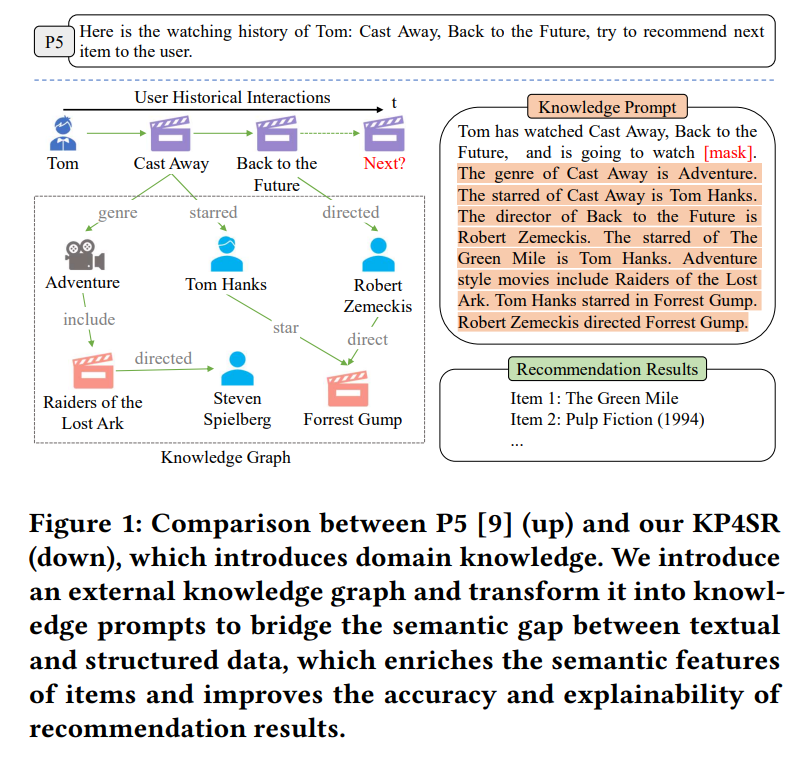 P5
Here is the watching history of Tom: Cast Away, Back to the Future, try to recommend next
item to the user.
User Historical Interactions
t
Tom
Cast Away
Back to the
Future
Next?
genre
starred
directed
Adventure
Tom Hanks
Robert
Zemeckis
include
star
direct
directed
Raiders of the
Lost Ark
Steven
Spielberg
Forrest Gump
Knowledge Graph
Knowledge Prompt
Tom has watched Cast Away, Back to the
Future, and is going to watch [mask].
The genre of Cast Away is Adventure.
The starred of Cast Away is Tom Hanks.
The director of Back to the Future is
Robert Zemeckis. The starred of The
Green Mile is Tom Hanks. Adventure
style movies include Raiders of the Lost
Ark. Tom Hanks starred in Forrest Gump.
Robert Zemeckis directed Forrest Gump.
Recommendation Results
Item 1: The Green Mile
Item 2: Pulp Fiction (1994)
...
Figure 1: Comparison between P5 [9] (up) and our KP4SR
(down), which introduces domain knowledge. We introduce
an external knowledge graph and transform it into knowl-
edge prompts to bridge the semantic gap between textual
and structured data, which enriches the semantic features
of items and improves the accuracy and explainability of
recommendation results.